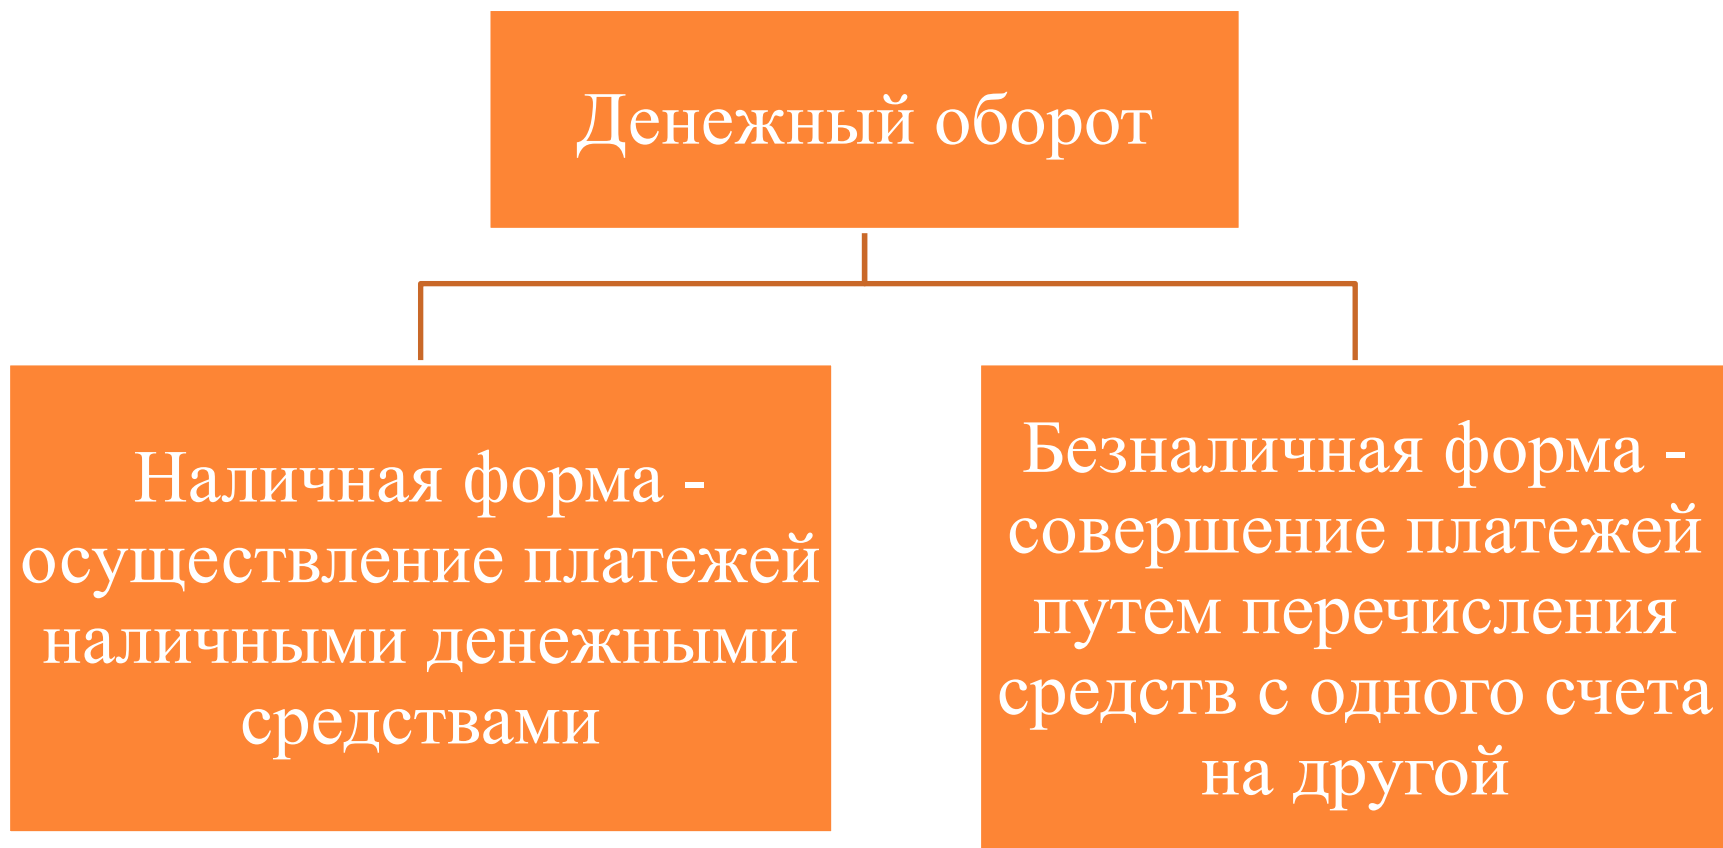 Денежный оборот
Наличная форма -
осуществление платежей
наличными денежными
средствами
Безналичная форма -
совершение платежей
путем перечисления
средств с одного счета
на другой